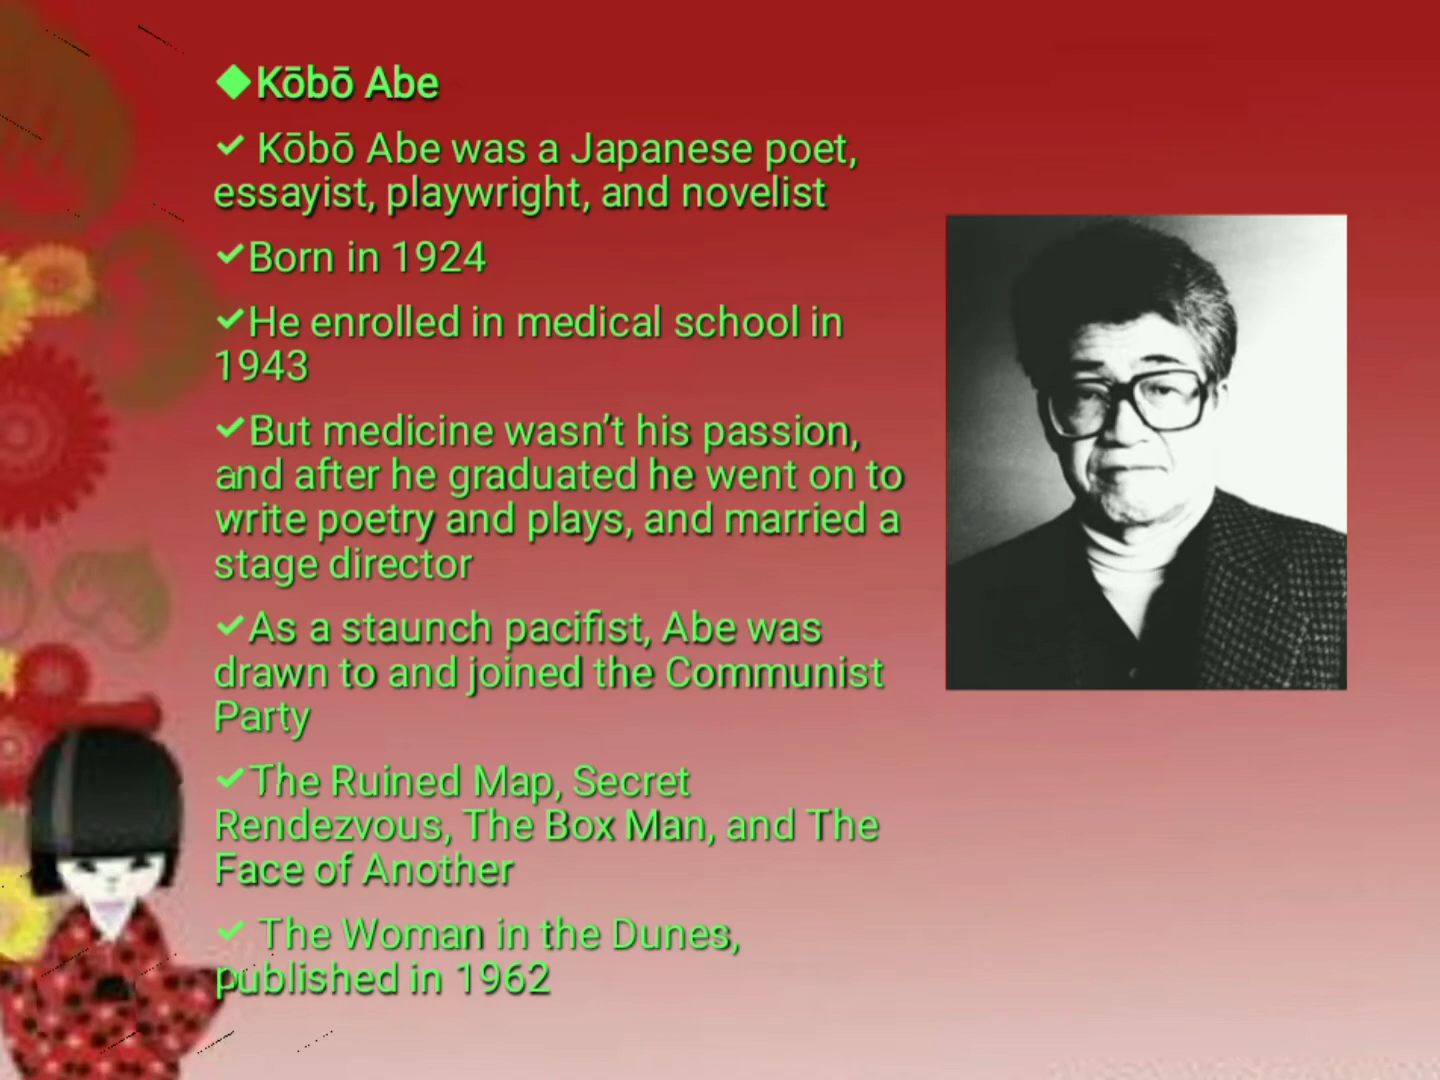 ◆Kōbō Abe
✓ Kōbō Abe was a Japanese poet,
essayist, playwright, and novelist
✓Born in 1924
✓He enrolled in medical school in
1943
✓But medicine wasn’t his passion,
and after he graduated he went on to
write poetry and plays, and married a
stage director
✓As a staunch pacifist, Abe was
drawn to and joined the Communist
Party
✓The Ruined Map, Secret
Rendezvous, The Box Man, and The
Face of Another
✓ The Woman in the Dunes,
published in 1962